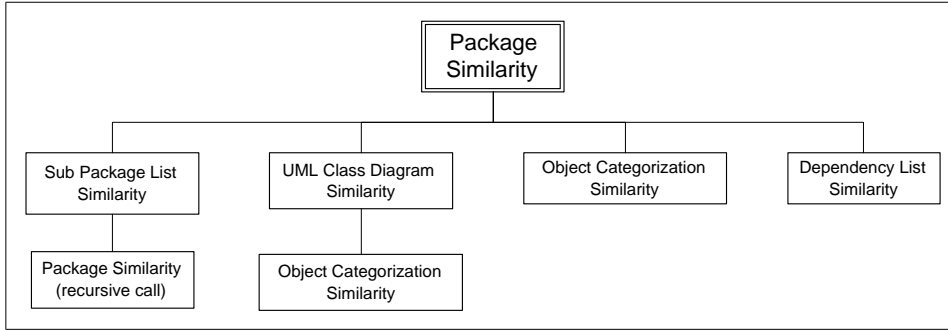 Package
Similarity
Sub Package List
Similarity
UML Class Diagram
Similarity
Object Categorization
Similarity
Dependency List
Similarity
Package Similarity
(recursive call)
Object Categorization
Similarity